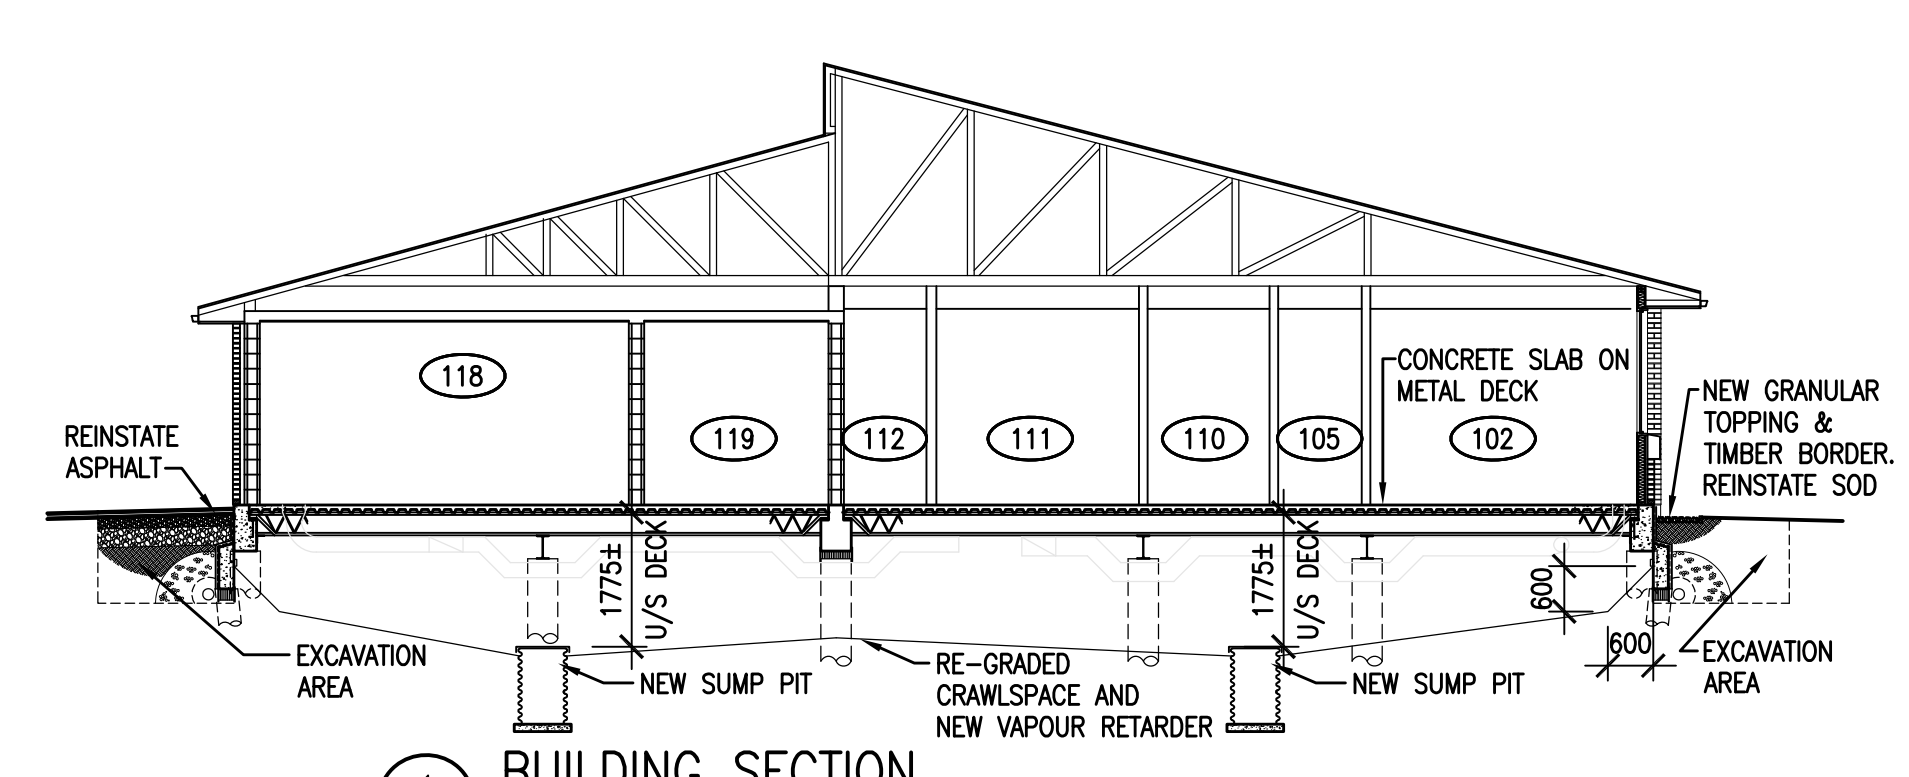 118
119
112
111
110
105
102
CONCRETE SLAB ON
METAL DECK
NEW GRANULAR
TOPPING &
TIMBER BORDER.
REINSTATE SOD
REINSTATE
ASPHALT
1775±
U/S DECK
1775±
U/S DECK
600
600
EXCAVATION
AREA
NEW SUMP PIT
RE-GRADED
CRAWLSPACE AND
NEW VAPOUR RETARDER
NEW SUMP PIT
EXCAVATION
AREA
BUILDING SECTION